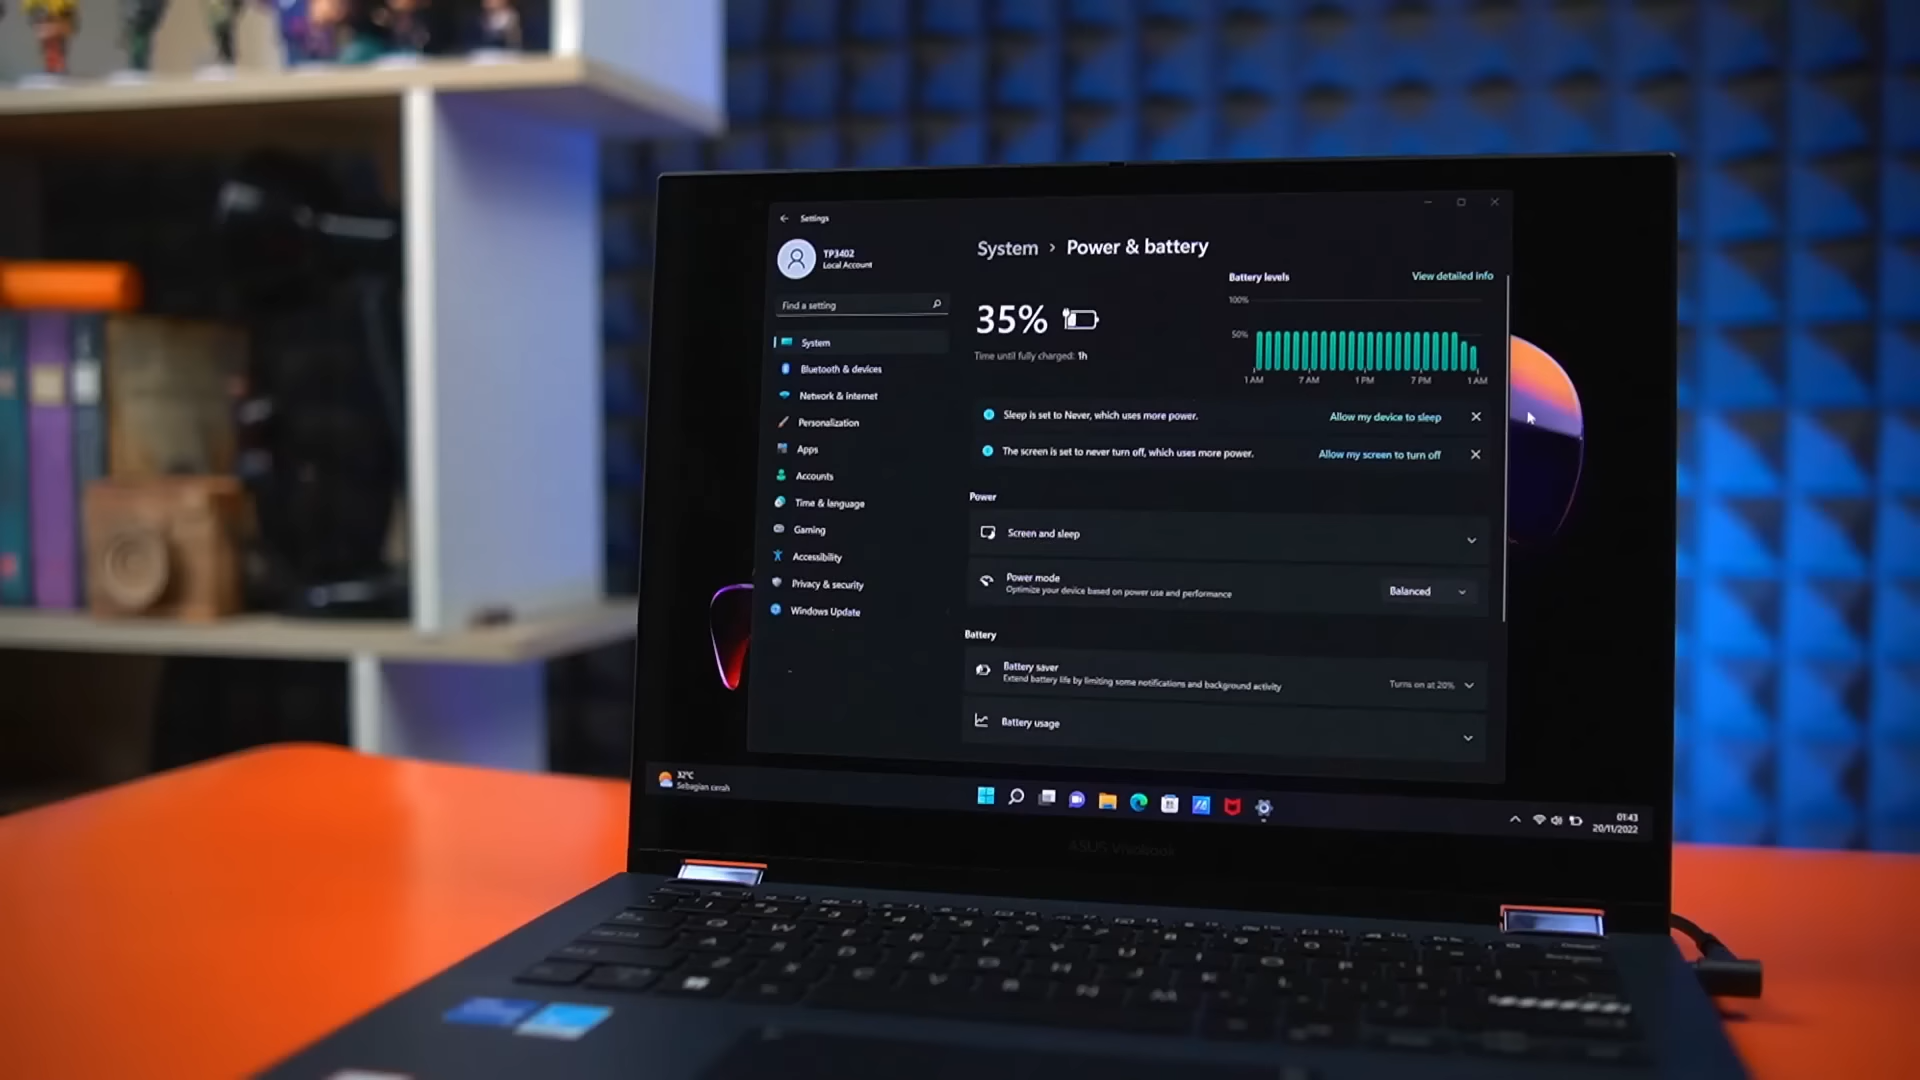 Settings
TP3402
Local Account
Find a setting
System
Bluetooth & devices
Network & internet
Personalization
Apps
Accounts
Time & language
Gaming
Accessibility
Privacy & security
Windows Update
System › Power & battery
35%
Time until fully charged: 1h
Battery levels
View detailed info
100%
50%
1 AM 7 AM 1 PM 7 PM 1 AM
Sleep is set to Never, which uses more power. Allow my device to sleep
The screen is set to never turn off, which uses more power. Allow my screen to turn off
Power
Screen and sleep
Power mode
Optimize your device based on power use and performance
Balanced
Battery
Battery saver
Extend battery life by limiting some notifications and background activity
Turns on at 20%
Battery usage
32°C
Sebagian cerah
01:43
20/11/2022
ASUS Vivobook